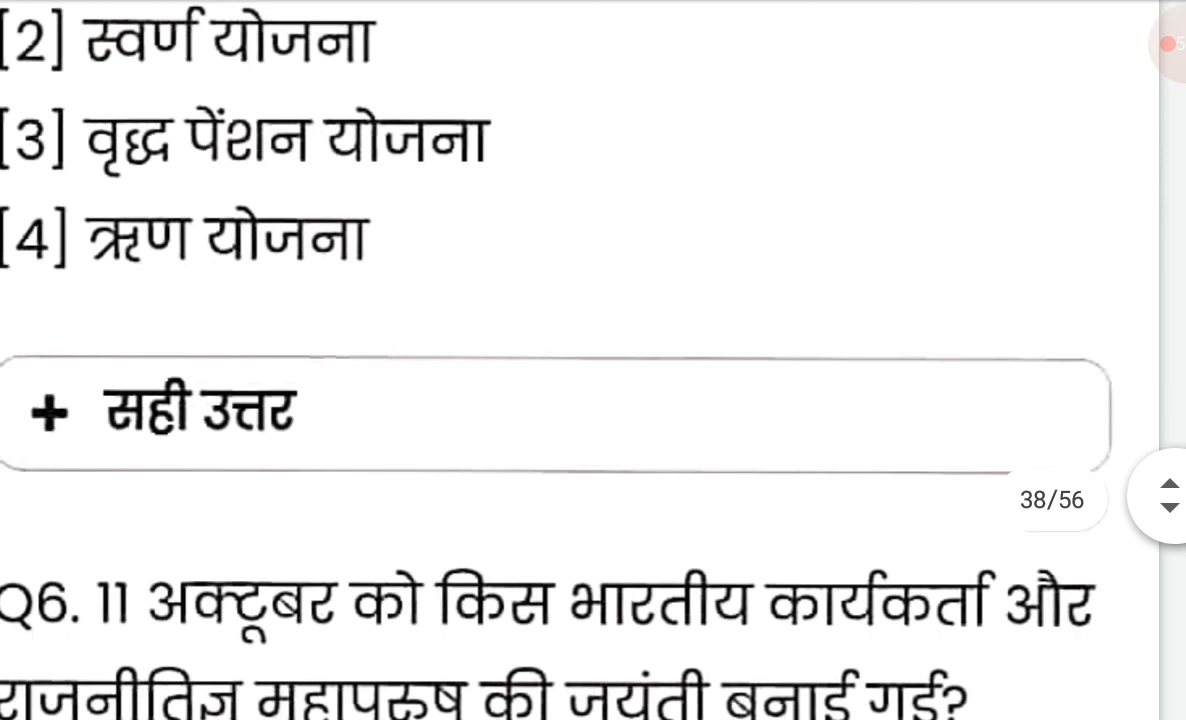 [2] स्वर्ण योजना
[3] वृद्ध पेंशन योजना
[4] ऋण योजना
+ सही उत्तर
38/56
Q6. 11 अक्टूबर को किस भारतीय कार्यकर्ता और
राजनीतिज्ञ महापुरुष की जयंती बनाई गई?